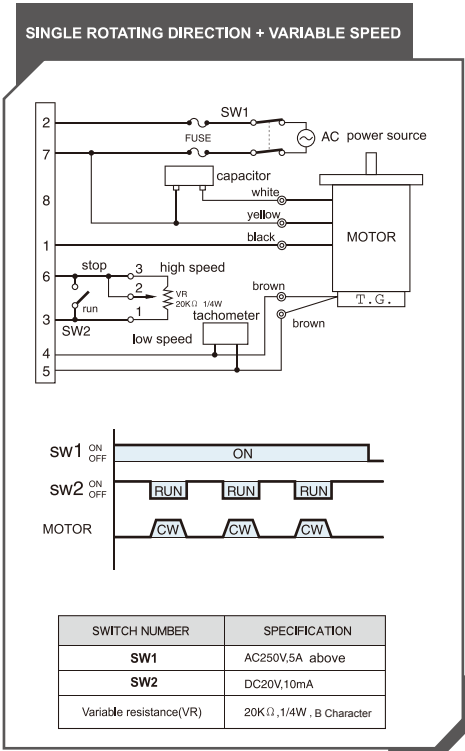 SINGLE ROTATING DIRECTION + VARIABLE SPEED
2
SW1
FUSE
AC power source
7
capacitor
8
white
yellow
MOTOR
1
black
6
stop
3
high speed
2
VR
20KΩ 1/4W
run
1
brown
T.G.
3
SW2
tachometer
brown
low speed
4
5
SW1 ON
OFF
ON
SW2 ON
OFF
RUN RUN RUN
MOTOR
CW CW CW
SWITCH NUMBER SPECIFICATION
SW1 AC250V,5A above
SW2 DC20V,10mA
Variable resistance(VR) 20KΩ,1/4W , B Character